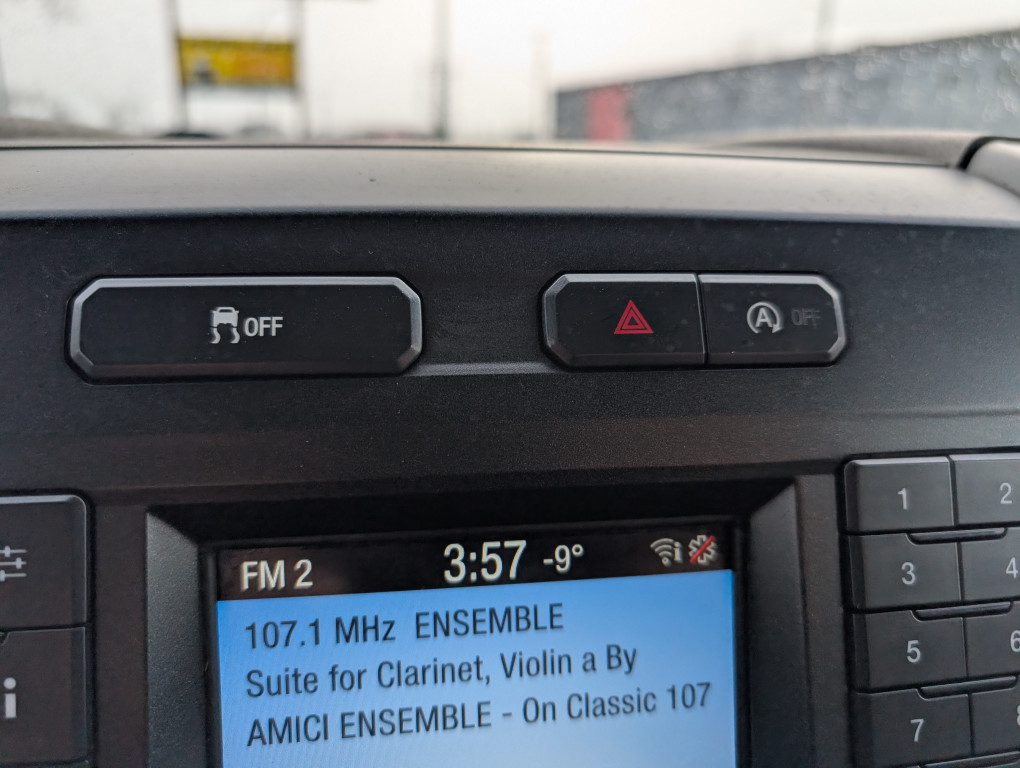 OFF
A OFF
FM 2 3:57 -9°
107.1 MHz ENSEMBLE
Suite for Clarinet, Violin a By
AMICI ENSEMBLE - On Classic 107
1 2
3 4
5 6
7
i